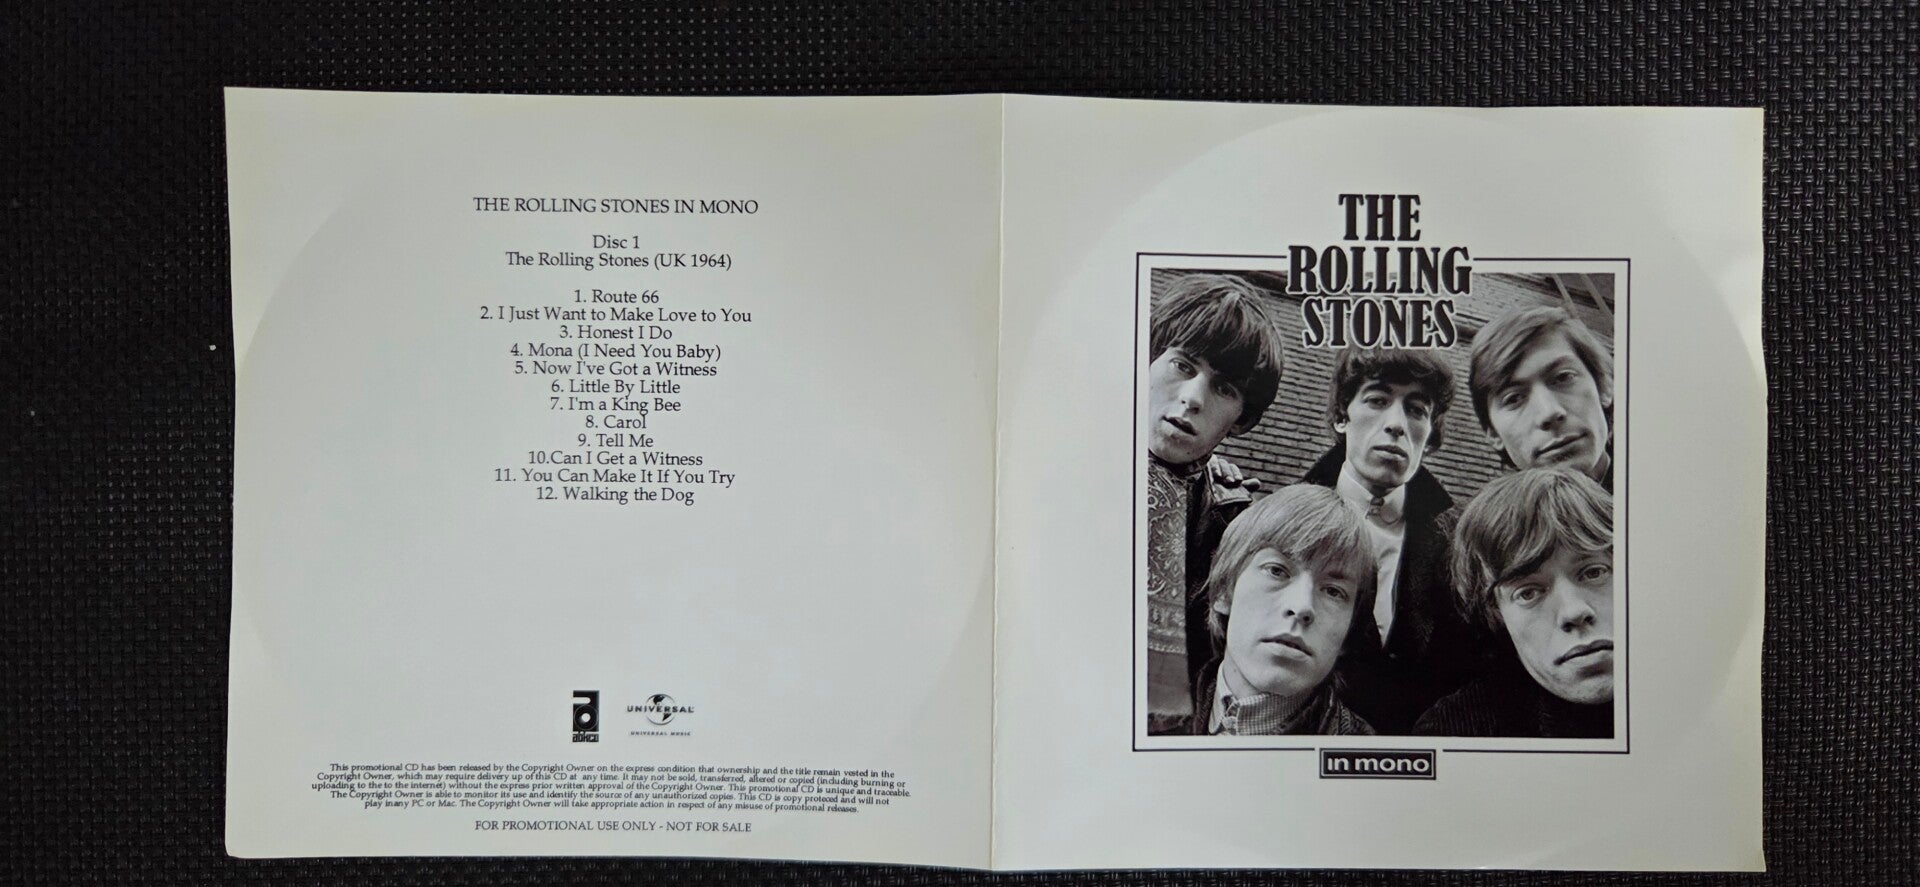 THE ROLLING STONES IN MONO
Disc 1
The Rolling Stones (UK 1964)
1. Route 66
2. I Just Want to Make Love to You
3. Honest I Do
4. Mona (I Need You Baby)
5. Now I've Got a Witness
6. Little By Little
7. I'm a King Bee
8. Carol
9. Tell Me
10.Can I Get a Witness
11. You Can Make It If You Try
12. Walking the Dog
abkco
UNIVERSAL
UNIVERSAL MUSIC
This promotional CD has been released by the Copyright Owner on the express condition that ownership and the title remain vested in the
Copyright Owner, which may require delivery up of this CD at any time. It may not be sold, transferred, altered or copied (including burning or
uploading to the to the internet) without the express prior written approval of the Copyright Owner. This promotional CD is unique and traceable.
The Copyright Owner is able to monitor its use and identify the source of any unauthorized copies. This CD is copy proteced and will not
play in any PC or Mac. The Copyright Owner will take appropriate action in respect of any misuse of promotional releases.
FOR PROMOTIONAL USE ONLY - NOT FOR SALE
THE
ROLLING
STONES
in mono